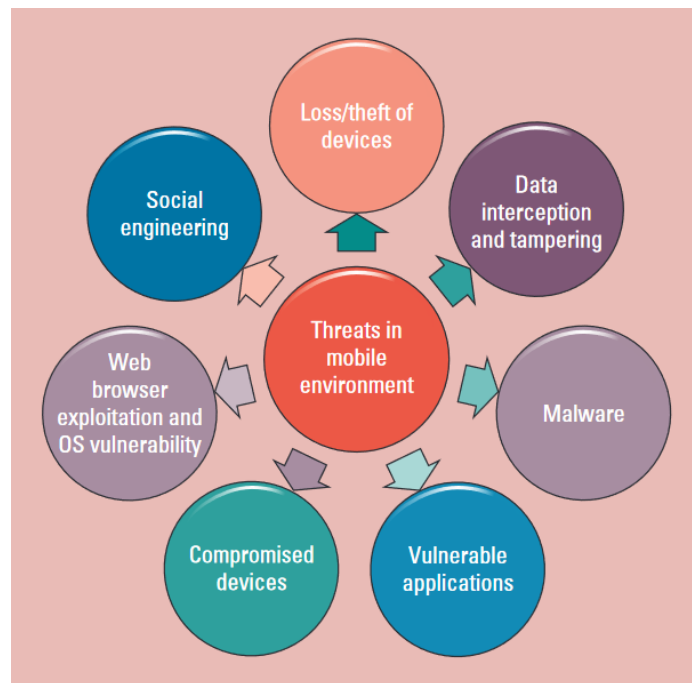 Loss/theft of
devices
Data
interception
and tampering
Malware
Vulnerable
applications
Compromised
devices
Web
browser
exploitation and
OS vulnerability
Social
engineering
Threats in
mobile
environment